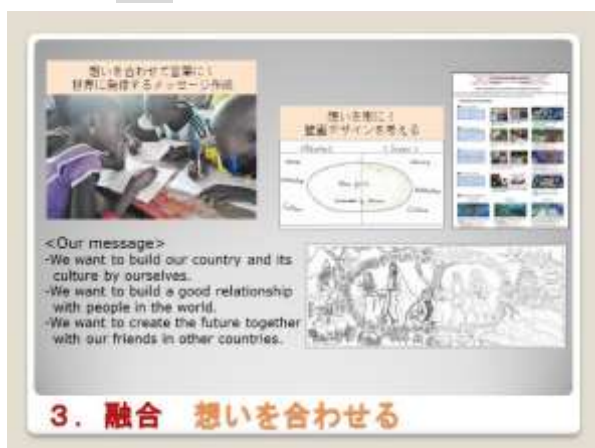 想いを合わせて言葉に!
世界に発信するメッセージ作成
想いを形に!
壁画デザインを考える
<Our message>
-We want to build our country and its
culture by ourselves.
-We want to build a good relationship
with people in the world.
-We want to create the future together
with our friends in other countries.
3. 融合 想いを合わせる